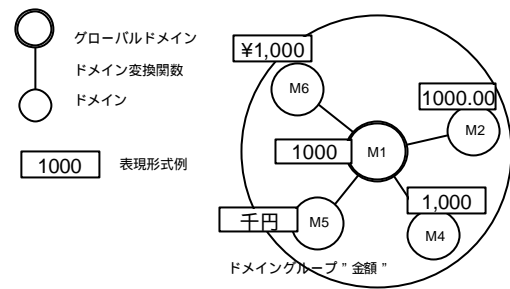 グローバルドメイン
ドメイン変換関数
ドメイン
1000 表現形式例
¥1,000
M6
1000.00
M2
1000
M1
1,000
千円
M5
M4
ドメイングループ"金額"